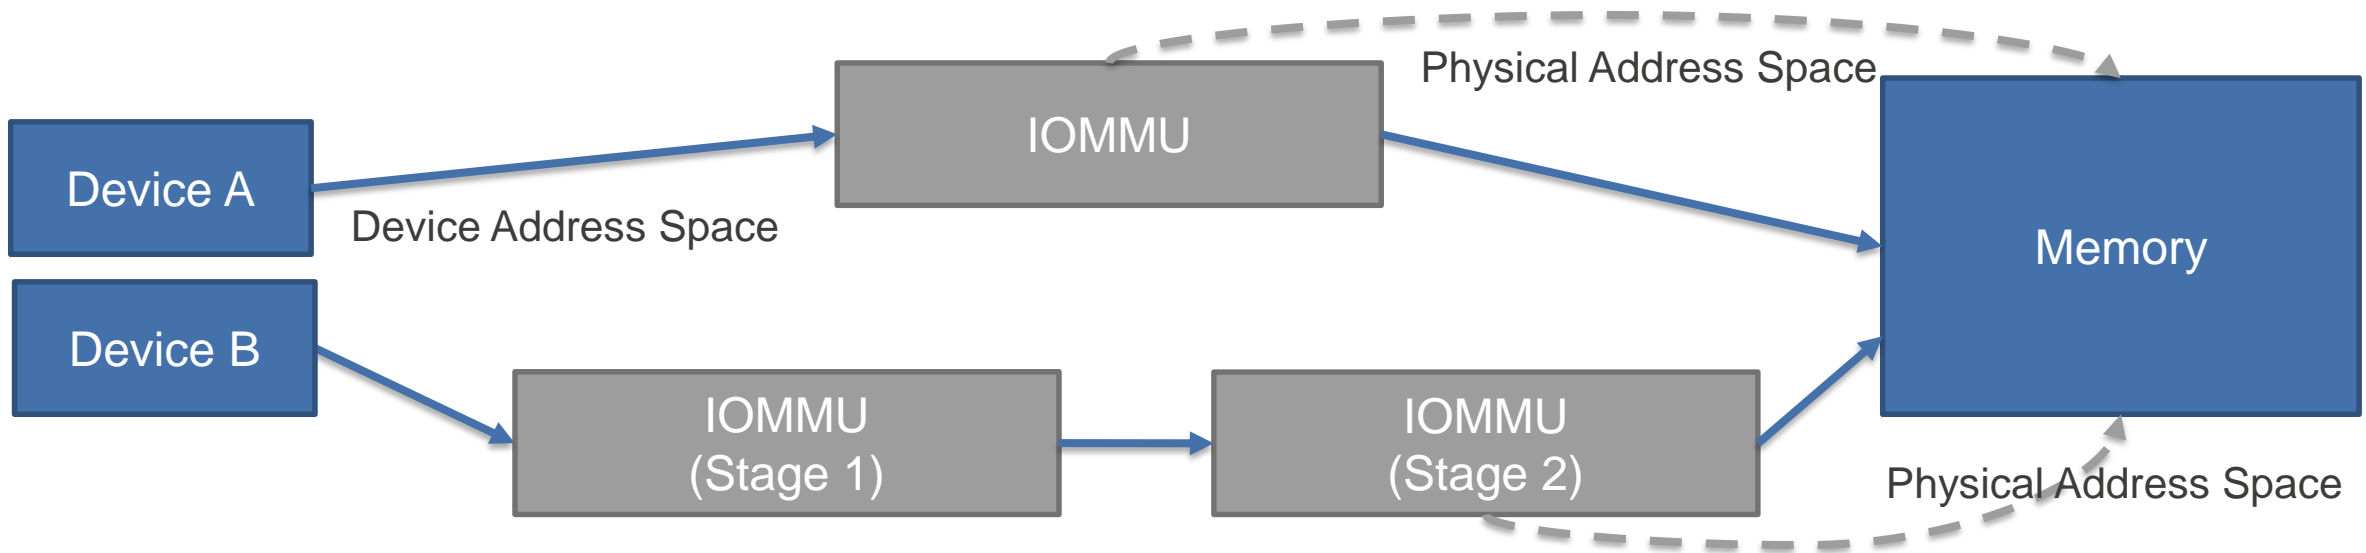 Physical Address Space
IOMMU
Device A
Device Address Space
Memory
Device B
IOMMU
(Stage 1)
IOMMU
(Stage 2)
Physical Address Space